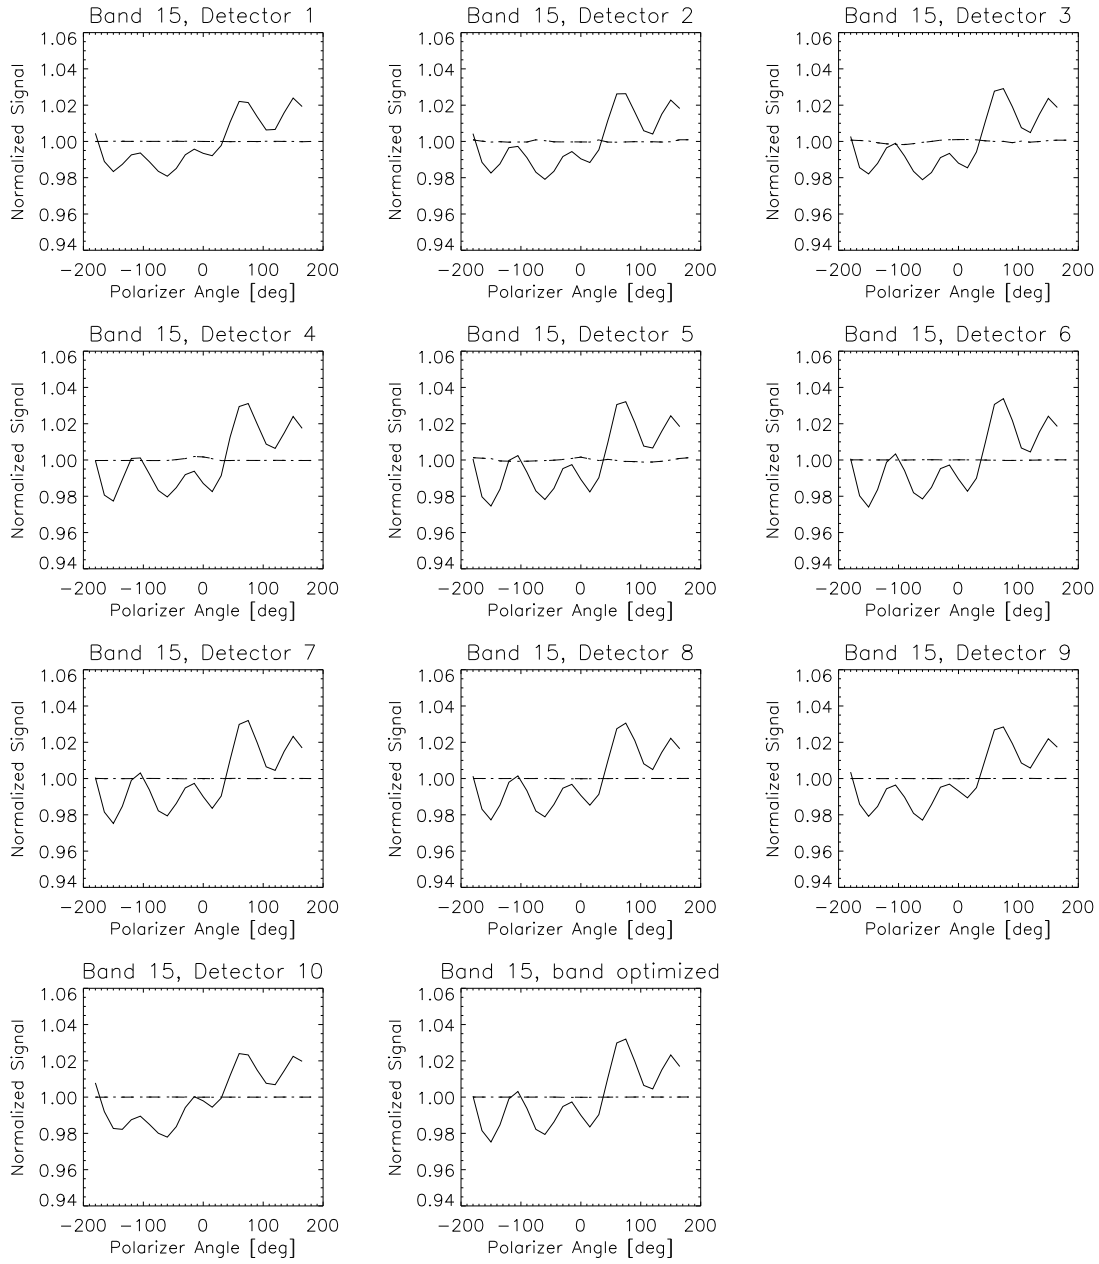 Band 15, Detector 1
Normalized Signal
1.06
1.04
1.02
1.00
0.98
0.96
0.94
−200 −100 0 100 200
Polarizer Angle [deg]
Band 15, Detector 2
Normalized Signal
1.06
1.04
1.02
1.00
0.98
0.96
0.94
−200 −100 0 100 200
Polarizer Angle [deg]
Band 15, Detector 3
Normalized Signal
1.06
1.04
1.02
1.00
0.98
0.96
0.94
−200 −100 0 100 200
Polarizer Angle [deg]
Band 15, Detector 4
Normalized Signal
1.06
1.04
1.02
1.00
0.98
0.96
0.94
−200 −100 0 100 200
Polarizer Angle [deg]
Band 15, Detector 5
Normalized Signal
1.06
1.04
1.02
1.00
0.98
0.96
0.94
−200 −100 0 100 200
Polarizer Angle [deg]
Band 15, Detector 6
Normalized Signal
1.06
1.04
1.02
1.00
0.98
0.96
0.94
−200 −100 0 100 200
Polarizer Angle [deg]
Band 15, Detector 7
Normalized Signal
1.06
1.04
1.02
1.00
0.98
0.96
0.94
−200 −100 0 100 200
Polarizer Angle [deg]
Band 15, Detector 8
Normalized Signal
1.06
1.04
1.02
1.00
0.98
0.96
0.94
−200 −100 0 100 200
Polarizer Angle [deg]
Band 15, Detector 9
Normalized Signal
1.06
1.04
1.02
1.00
0.98
0.96
0.94
−200 −100 0 100 200
Polarizer Angle [deg]
Band 15, Detector 10
Normalized Signal
1.06
1.04
1.02
1.00
0.98
0.96
0.94
−200 −100 0 100 200
Polarizer Angle [deg]
Band 15, band optimized
Normalized Signal
1.06
1.04
1.02
1.00
0.98
0.96
0.94
−200 −100 0 100 200
Polarizer Angle [deg]